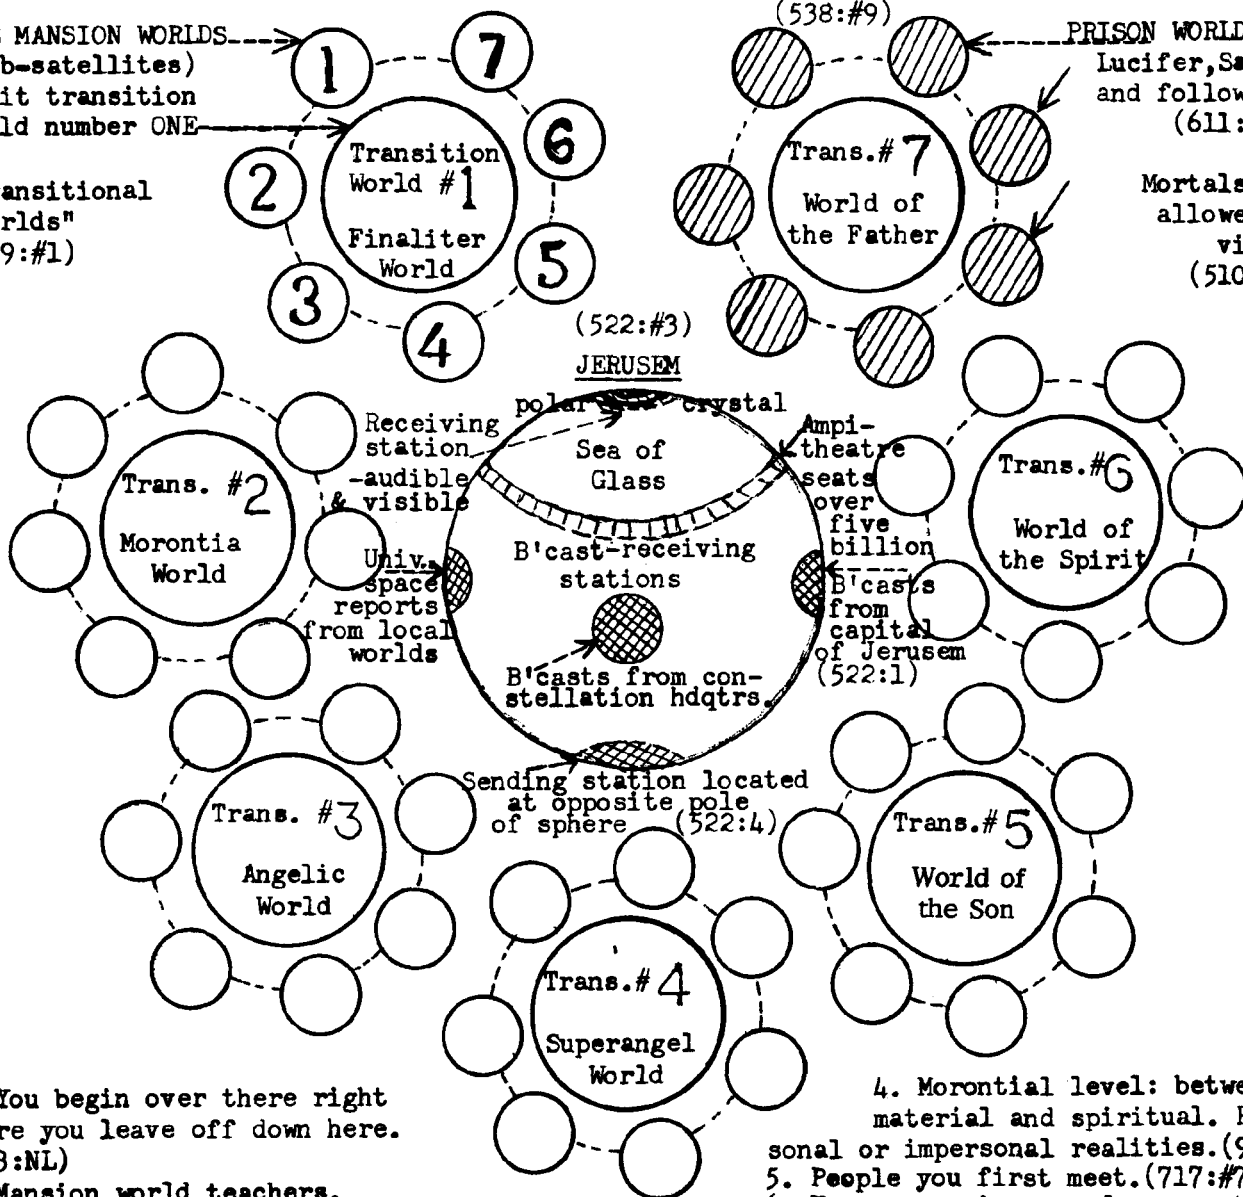 MANSION WORLDS
b-satellites)
it transition
ld number ONE
ansitional
rlds"
9:#1)
1
2
3
4
5
6
7
Transition
World #1
Finaliter
World
(538:#9)
PRISON WORLD
Lucifer,Sa
and follow
(611:
Mortals
allowe
vi
(510
Trans.# 7
World of
the Father
(522:#3)
JERUSEM
polar crystal
Receiving
station
-audible
& visible
Sea of
Glass
Ampi-
theatre
seats
over
five
billion
B'cast-receiving
stations
Univ.
space
reports
from local
worlds
B'casts
from
capital
of Jerusem
(522:1)
B'casts from con-
stellation hdqtrs.
Sending station located
at opposite pole
of sphere (522:4)
Trans. #2
Morontia
World
Trans.#6
World of
the Spirit
Trans. #3
Angelic
World
Trans.#5
World of
the Son
Trans.# 4
Superangel
World
You begin over there right
re you leave off down here.
:NL)
Mansion world teachers.
4. Morontial level: betwe
material and spiritual.
sonal or impersonal realities.(9
5. People you first meet.(717:#7